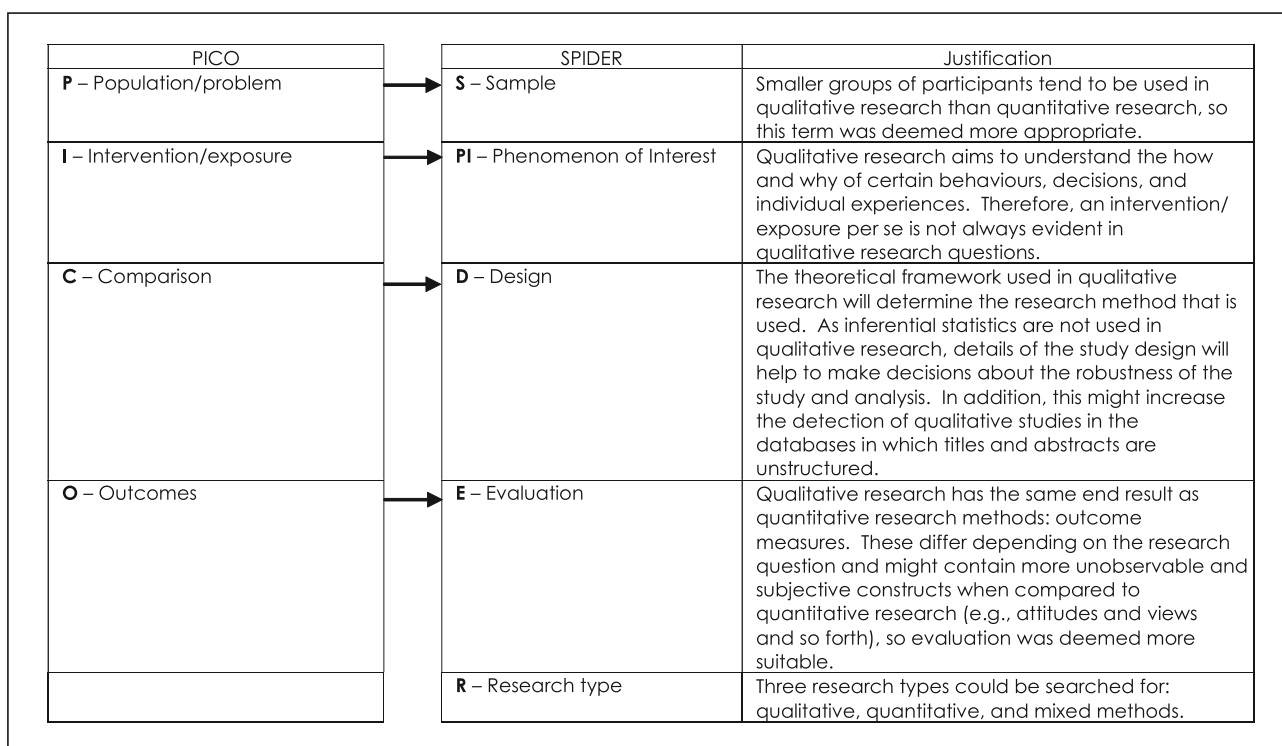 PICO
SPIDER
Justification
P – Population/problem
S – Sample
Smaller groups of participants tend to be used in
qualitative research than quantitative research, so
this term was deemed more appropriate.
I – Intervention/exposure
PI – Phenomenon of Interest
Qualitative research aims to understand the how
and why of certain behaviours, decisions, and
individual experiences.  Therefore, an intervention/
exposure per se is not always evident in
qualitative research questions.
C – Comparison
D – Design
The theoretical framework used in qualitative
research will determine the research method that is
used.  As inferential statistics are not used in
qualitative research, details of the study design will
help to make decisions about the robustness of the
study and analysis.  In addition, this might increase
the detection of qualitative studies in the
databases in which titles and abstracts are
unstructured.
O – Outcomes
E – Evaluation
Qualitative research has the same end result as
quantitative research methods: outcome
measures.  These differ depending on the research
question and might contain more unobservable and
subjective constructs when compared to
quantitative research (e.g., attitudes and views
and so forth), so evaluation was deemed more
suitable.
R – Research type
Three research types could be searched for:
qualitative, quantitative, and mixed methods.